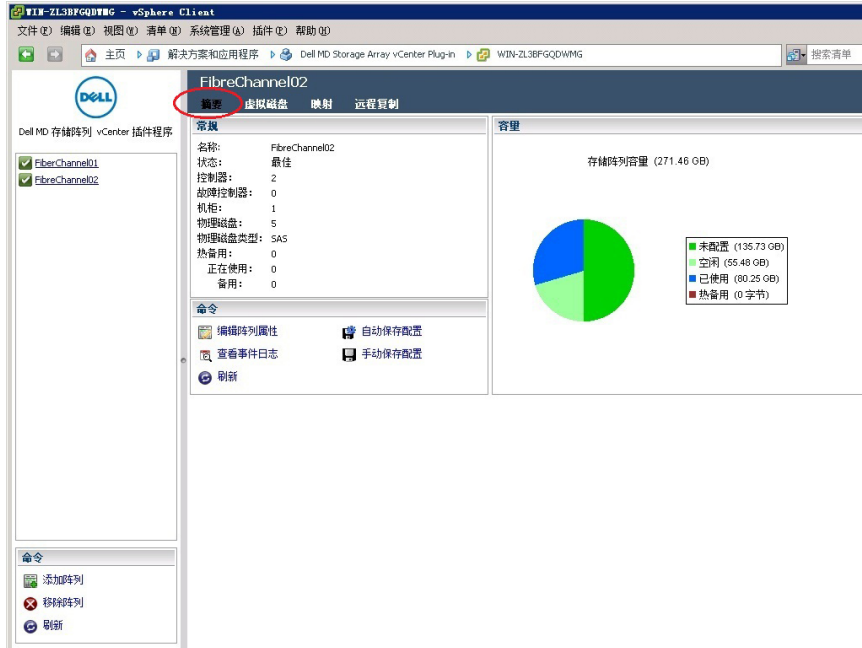 WIN-ZL3BFGQDWMG - vSphere Client
文件(F) 编辑(E) 视图(V) 清单(N) 系统管理(A) 插件(P) 帮助(H)
主页 解决方案和应用程序 Dell MD Storage Array vCenter Plug-in WIN-ZL3BFGQDWMG 搜索清单
DELL
Dell MD 存储阵列 vCenter 插件程序
FiberChannel01
FibreChannel02
命令
添加阵列
移除阵列
刷新
FibreChannel02
摘要 虚拟磁盘 映射 远程复制
常规
名称: FibreChannel02
状态: 最佳
控制器: 2
故障控制器: 0
机柜: 1
物理磁盘: 5
物理磁盘类型: SAS
热备用: 0
正在使用: 0
备用: 0
命令
编辑阵列属性 自动保存配置
查看事件日志 手动保存配置
刷新
容量
存储阵列容量 (271.46 GB)
未配置 (135.73 GB)
空闲 (55.48 GB)
已使用 (80.25 GB)
热备用 (0 字节)